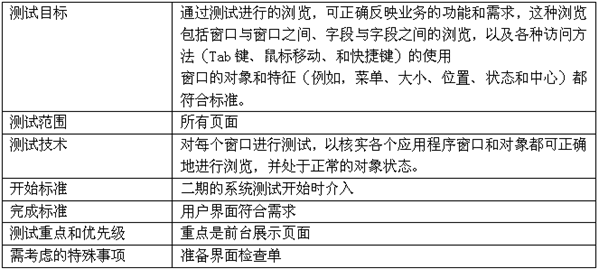 测试目标
通过测试进行的浏览，可正确反映业务的功能和需求，这种浏览
包括窗口与窗口之间、字段与字段之间的浏览，以及各种访问方
法（Tab 键、鼠标移动、和快捷键）的使用
窗口的对象和特征（例如，菜单、大小、位置、状态和中心）都
符合标准。
测试范围
所有页面
测试技术
对每个窗口进行测试，以核实各个应用程序窗口和对象都可正确
地进行浏览，并处于正常的对象状态。
开始标准
二期的系统测试开始时介入
完成标准
用户界面符合需求
测试重点和优先级
重点是前台展示页面
需考虑的特殊事项
准备界面检查单